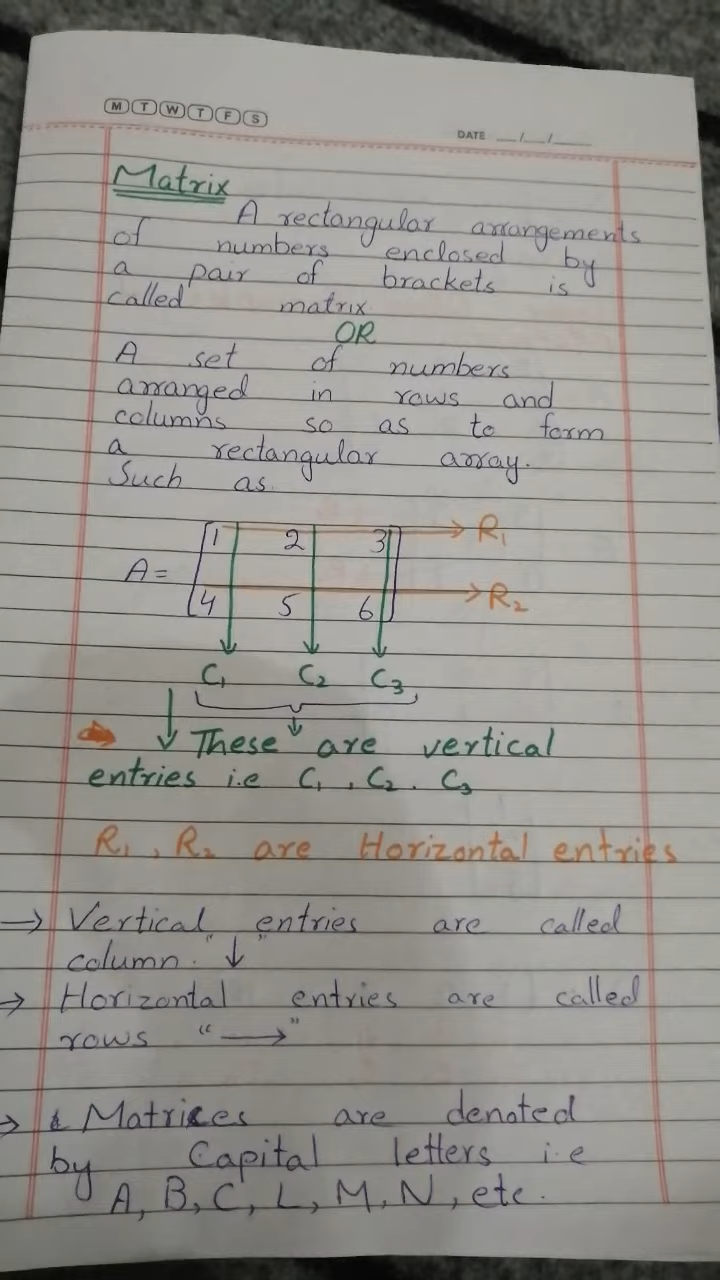 M T W T F S
DATE __/__/____
Matrix
A rectangular arrangements
of numbers enclosed by
a pair of brackets is
called matrix
OR
A set of numbers
arranged in rows and
columns so as to form
a rectangular array.
Such as.
1 2 3 → R₁
A =
4 5 6 → R₂
C₁ C₂ C₃
These are vertical
entries i.e C₁, C₂. C₃
R₁, R₂ are Horizontal entries
→ Vertical entries are called
column. "↓"
→ Horizontal entries are called
rows "⟶"
→ Matrices are denoted
by Capital letters i.e
A, B, C, L, M, N, etc.